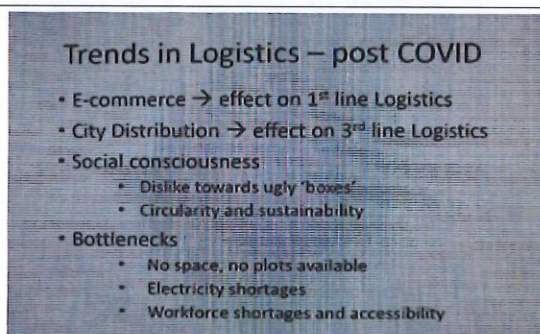 Trends in Logistics – post COVID
• E-commerce → effect on 1st line Logistics
• City Distribution → effect on 3rd line Logistics
• Social consciousness
• Dislike towards ugly 'boxes'
• Circularity and sustainability
• Bottlenecks
• No space, no plots available
• Electricity shortages
• Workforce shortages and accessibility